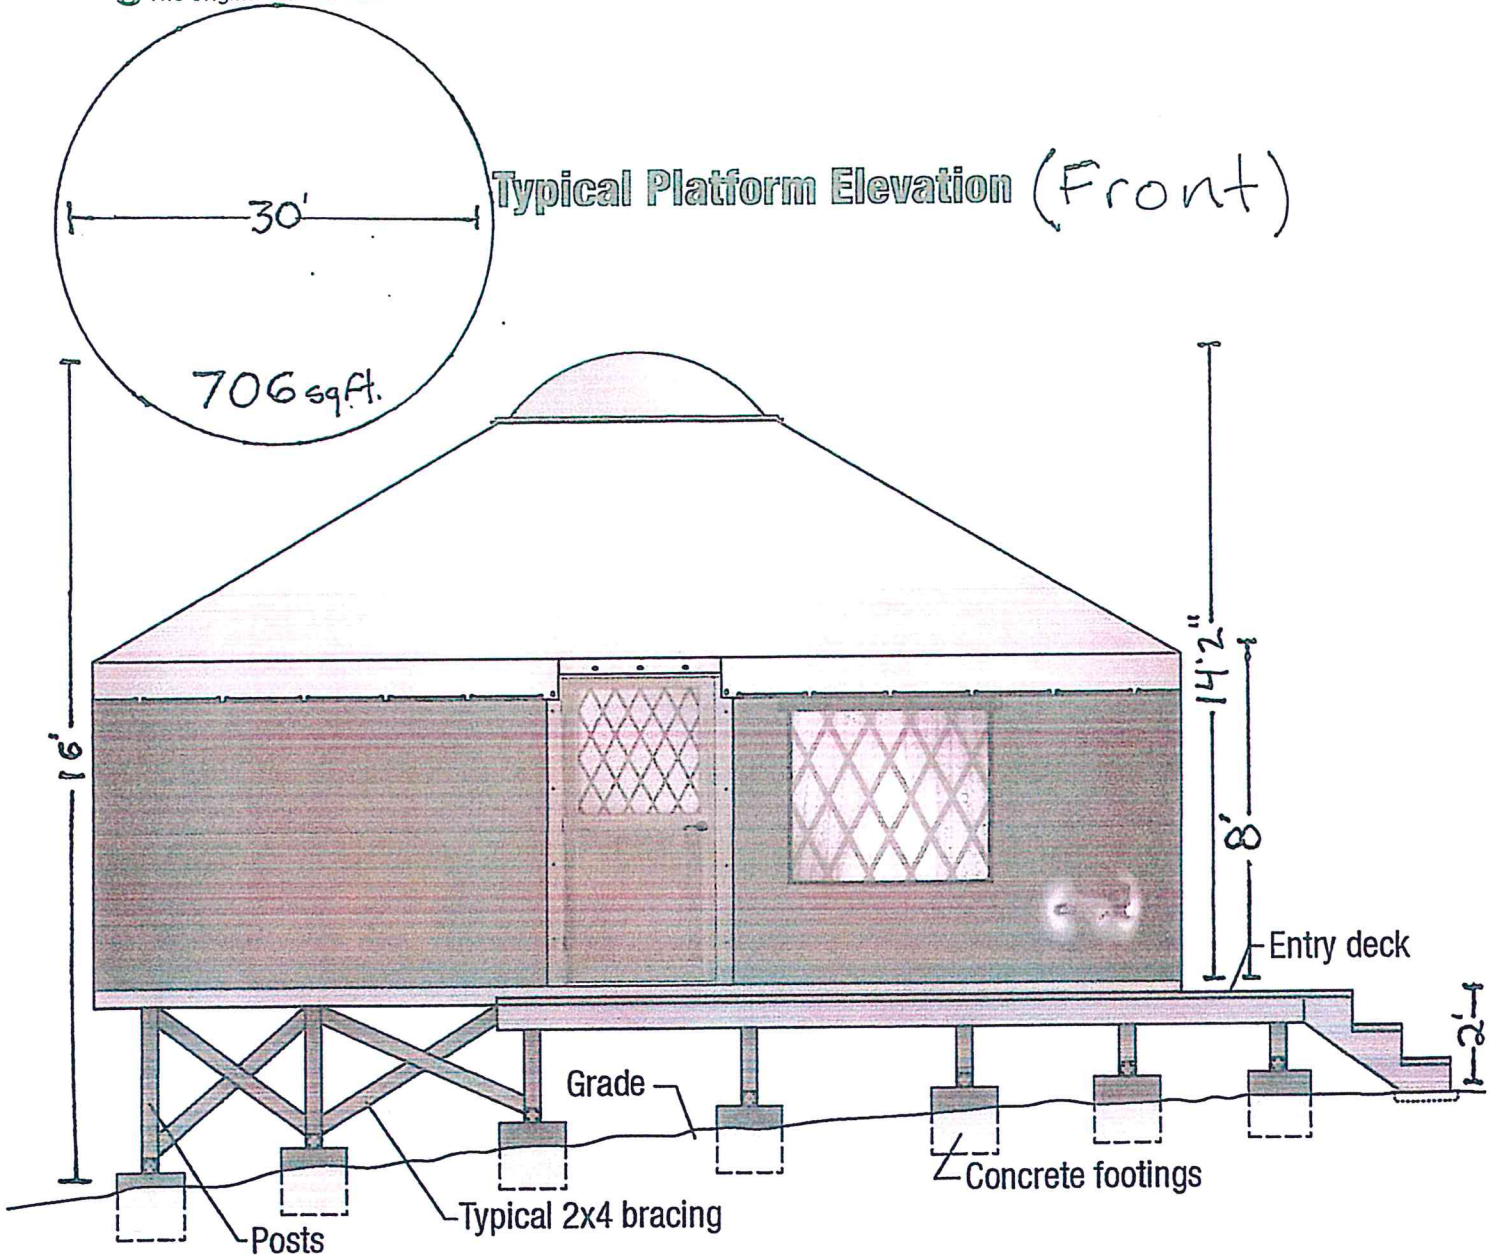 30'
Typical Platform Elevation (Front)
706 sq.ft.
16'
14'2"
8'
Entry deck
2'
Grade
Concrete footings
Typical 2x4 bracing
Posts